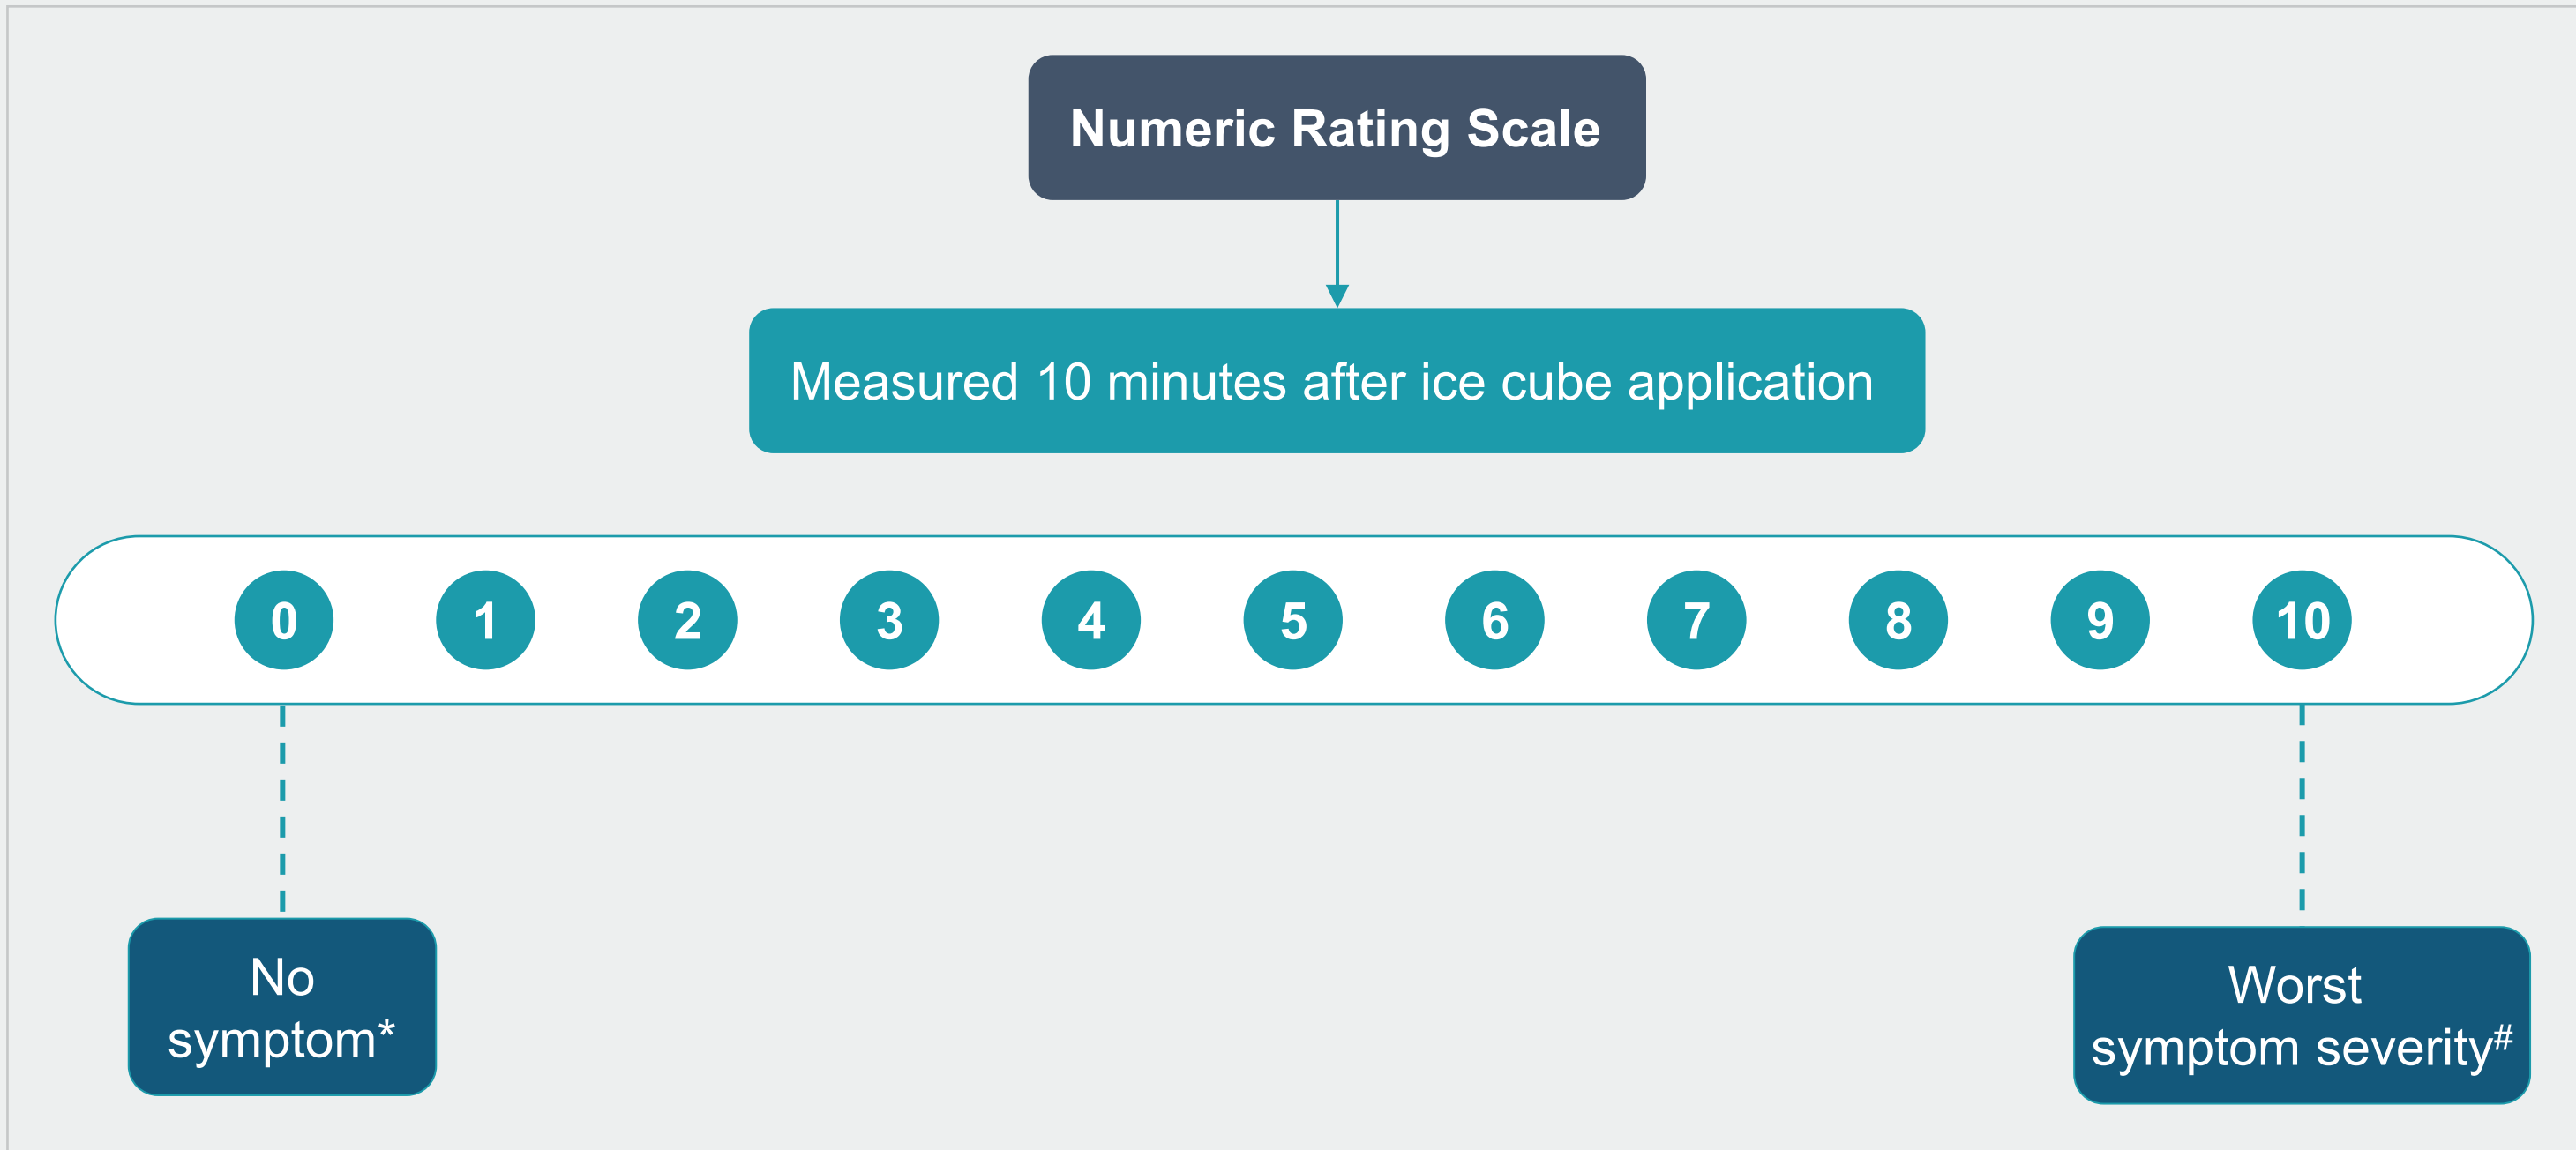 Numeric Rating Scale
Measured 10 minutes after ice cube application
0 1 2 3 4 5 6 7 8 9 10
No
symptom*
Worst
symptom severity#